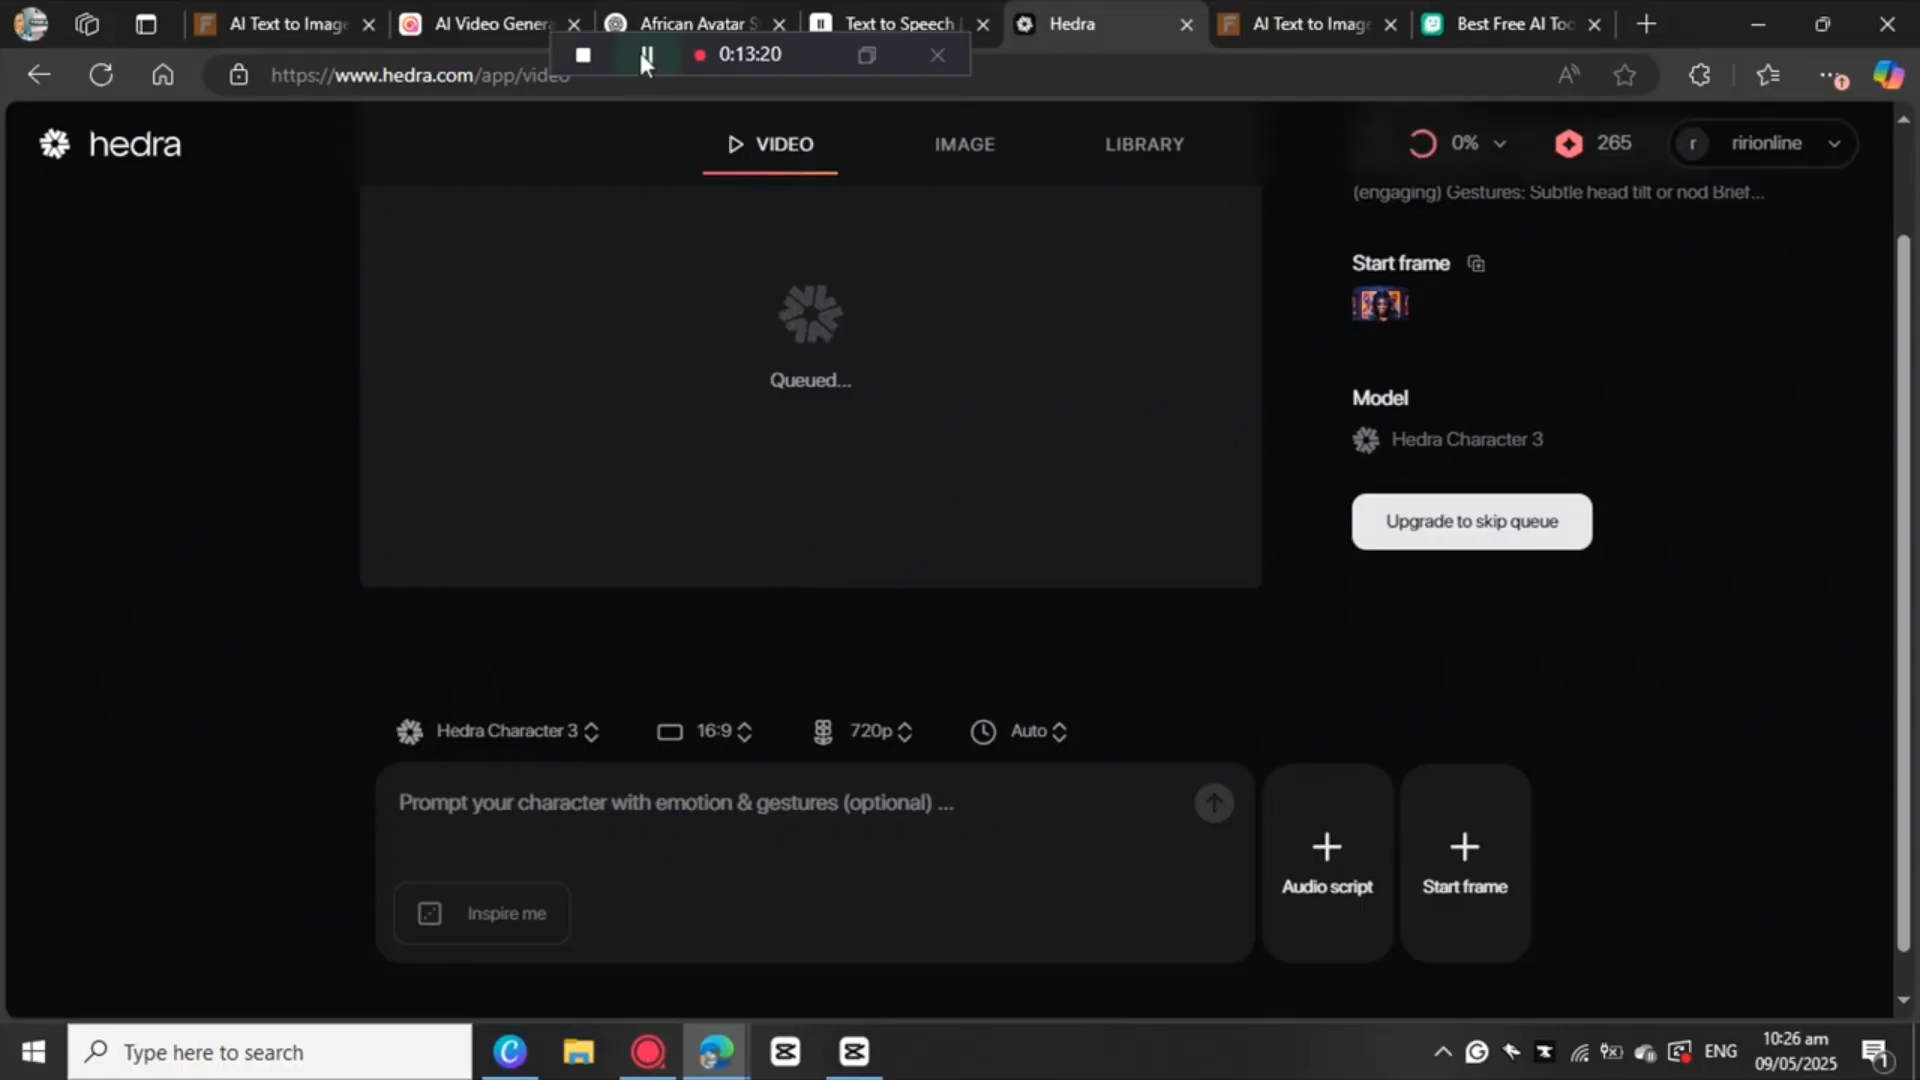 AI Text to Image
AI Video Genera
African Avatar S
Text to Speech
Hedra
AI Text to Image
Best Free AI Too
0:13:20
https://www.hedra.com/app/video
hedra
VIDEO
IMAGE
LIBRARY
0%
265
r
ririonline
(engaging) Gestures: Subtle head tilt or nod Brief...
Start frame
Queued...
Model
Hedra Character 3
Upgrade to skip queue
Hedra Character 3
16:9
720p
Auto
Prompt your character with emotion & gestures (optional) ...
Inspire me
Audio script
Start frame
Type here to search
ENG
10:26 am
09/05/2025
1